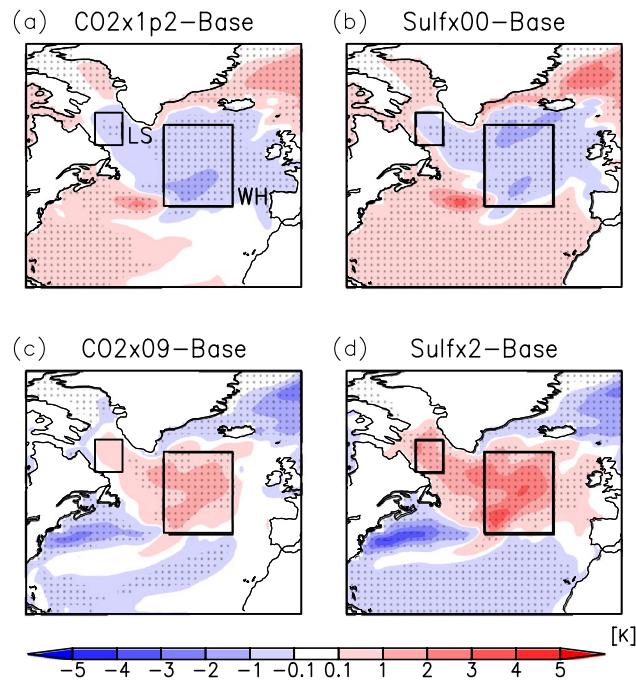 (a) CO2x1p2−Base
(b) Sulfx00−Base
LS
WH
(c) CO2x09−Base
(d) Sulfx2−Base
[K]
−5 −4 −3 −2 −1 −0.1 0.1 1 2 3 4 5